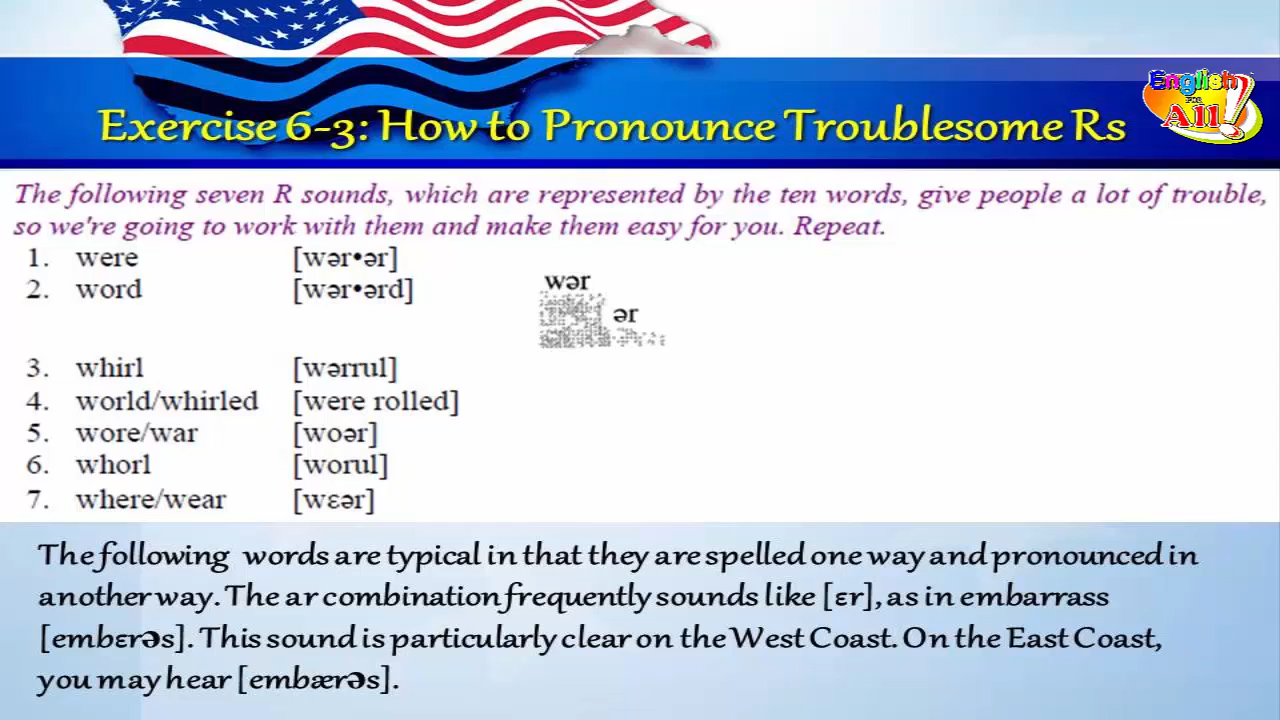 English
FOR
All!
Exercise 6-3: How to Pronounce Troublesome Rs
The following seven R sounds, which are represented by the ten words, give people a lot of trouble,
so we're going to work with them and make them easy for you. Repeat.
1. were [wər•ər]
2. word [wər•ərd]
wər
ər
3. whirl [wərrul]
4. world/whirled [were rolled]
5. wore/war [woər]
6. whorl [worul]
7. where/wear [wɛər]
The following words are typical in that they are spelled one way and pronounced in
another way. The ar combination frequently sounds like [ɛr], as in embarrass
[embɛrəs]. This sound is particularly clear on the West Coast. On the East Coast,
you may hear [embærəs].